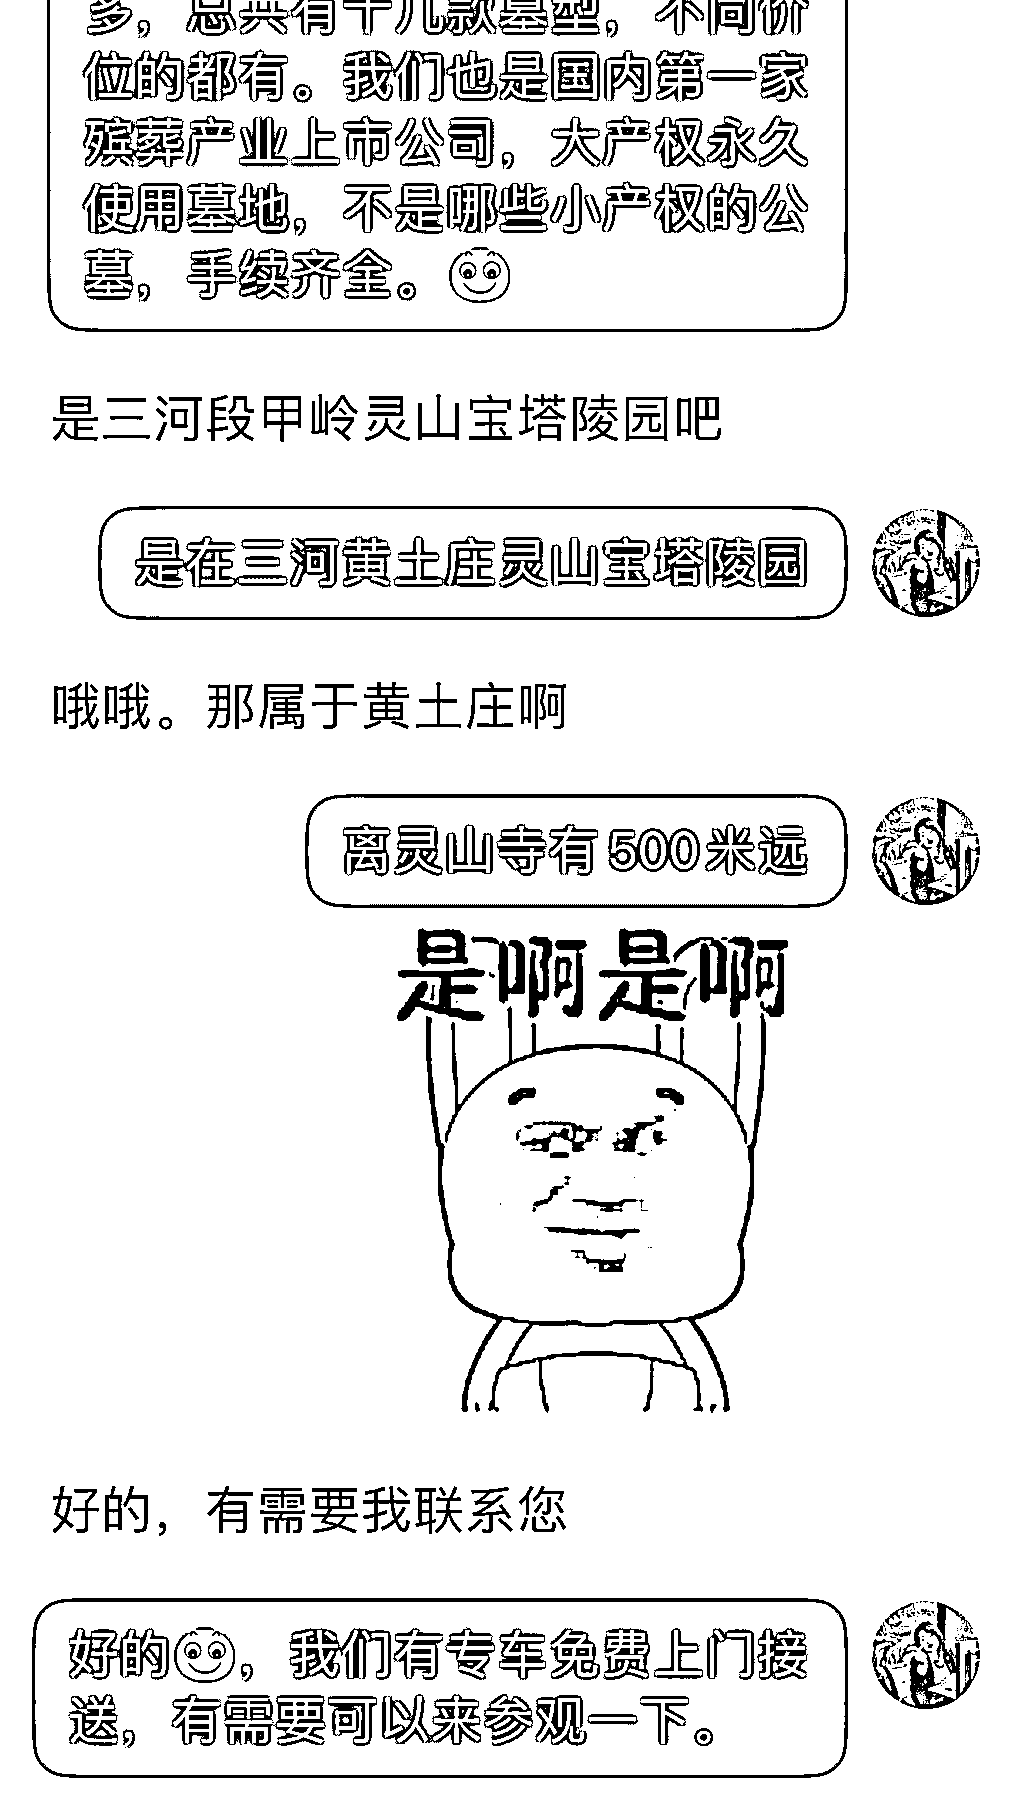 多，总共有十几款墓型，不同价
位的都有。我们也是国内第一家
殡葬产业上市公司，大产权永久
使用墓地，不是哪些小产权的公
墓，手续齐全。
是三河段甲岭灵山宝塔陵园吧
是在三河黄土庄灵山宝塔陵园
哦哦。那属于黄土庄啊
离灵山寺有500米远
是啊是啊
好的，有需要我联系您
好的，我们有专车免费上门接
送，有需要可以来参观一下。